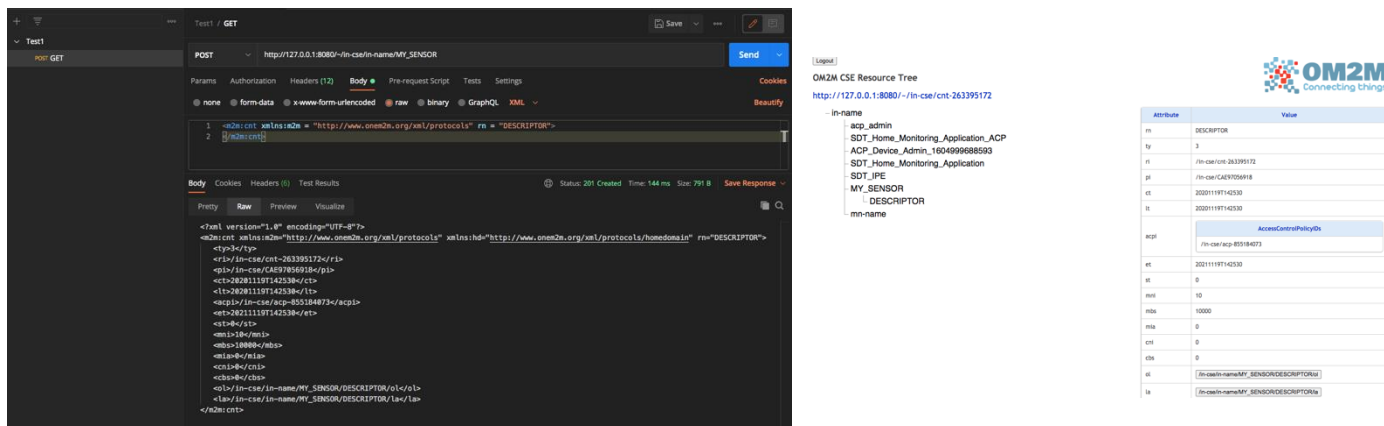 Test1 / GET
Save
Test1
POST GET
POST
http://127.0.0.1:8080/~/in-cse/in-name/MY_SENSOR
Send
Params Authorization Headers (12) Body Pre-request Script Tests Settings
Cookies
none form-data x-www-form-urlencoded raw binary GraphQL XML
Beautify
1 <m2m:cnt xmlns:m2m = "http://www.onem2m.org/xml/protocols" rn = "DESCRIPTOR">
2 </m2m:cnt>
Body Cookies Headers (6) Test Results
Status: 201 Created Time: 144 ms Size: 791 B Save Response
Pretty Raw Preview Visualize
<?xml version="1.0" encoding="UTF-8"?>
<m2m:cnt xmlns:m2m="http://www.onem2m.org/xml/protocols" xmlns:hd="http://www.onem2m.org/xml/protocols/homedomain" rn="DESCRIPTOR">
<ty>3</ty>
<ri>/in-cse/cnt-263395172</ri>
<pi>/in-cse/CAE97056918</pi>
<ct>20201119T142530</ct>
<lt>20201119T142530</lt>
<acpi>/in-cse/acp-855184073</acpi>
<et>20211119T142530</et>
<st>0</st>
<mni>10</mni>
<mbs>10000</mbs>
<mia>0</mia>
<cni>0</cni>
<cbs>0</cbs>
<ol>/in-cse/in-name/MY_SENSOR/DESCRIPTOR/ol</ol>
<la>/in-cse/in-name/MY_SENSOR/DESCRIPTOR/la</la>
</m2m:cnt>
Logout
OM2M CSE Resource Tree
http://127.0.0.1:8080/~/in-cse/cnt-263395172
in-name
acp_admin
SDT_Home_Monitoring_Application_ACP
ACP_Device_Admin_1604999688593
SDT_Home_Monitoring_Application
SDT_IPE
MY_SENSOR
DESCRIPTOR
mn-name
OM2M
Connecting things
Attribute Value
rn DESCRIPTOR
ty 3
ri /in-cse/cnt-263395172
pi /in-cse/CAE97056918
ct 20201119T142530
lt 20201119T142530
acpi
AccessControlPolicyIDs
/in-cse/acp-855184073
et 20211119T142530
st 0
mni 10
mbs 10000
mia 0
cni 0
cbs 0
ol /in-cse/in-name/MY_SENSOR/DESCRIPTOR/ol
la /in-cse/in-name/MY_SENSOR/DESCRIPTOR/la